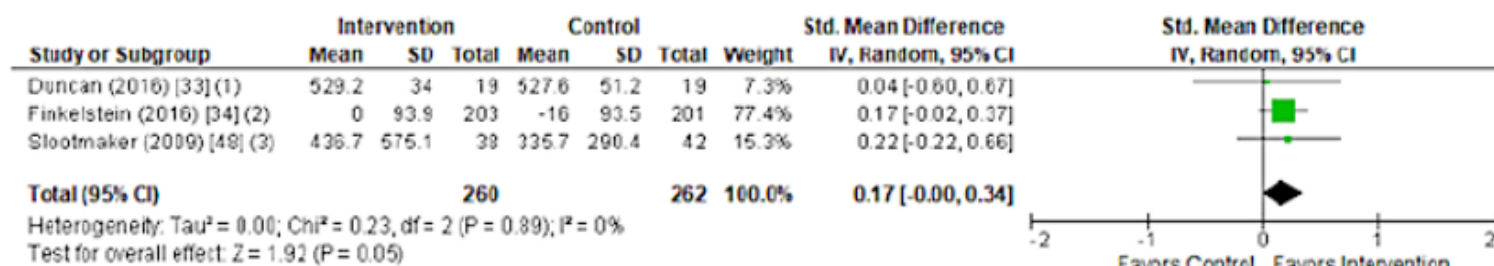 Intervention Control Std. Mean Difference Std. Mean Difference
Study or Subgroup Mean SD Total Mean SD Total Weight IV, Random, 95% CI IV, Random, 95% CI
Duncan (2016) [33] (1) 529.2 34 19 527.6 51.2 19 7.3% 0.04 [-0.60, 0.67]
Finkelstein (2016) [34] (2) 0 93.9 203 -16 93.5 201 77.4% 0.17 [-0.02, 0.37]
Slootmaker (2009) [48] (3) 436.7 575.1 38 335.7 290.4 42 15.3% 0.22 [-0.22, 0.66]
Total (95% CI) 260 262 100.0% 0.17 [-0.00, 0.34]
Heterogeneity: Tau² = 0.00; Chi² = 0.23, df = 2 (P = 0.89); I² = 0%
Test for overall effect: Z = 1.92 (P = 0.05)
-2 -1 0 1 2
Favors Control Favors Intervention